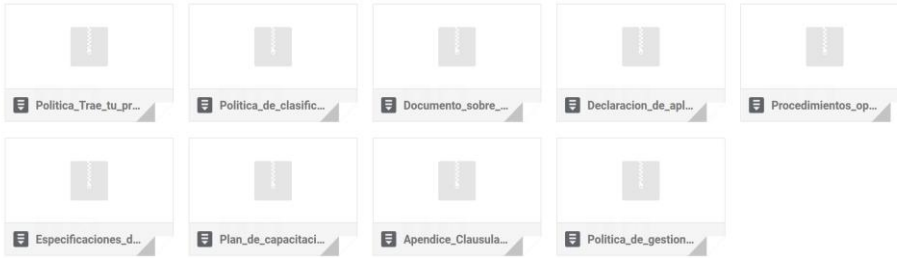 Politica_Trae_tu_pr...
Politica_de_clasific...
Documento_sobre_...
Declaracion_de_apl...
Procedimientos_op...
Especificaciones_d...
Plan_de_capacitaci...
Apendice_Clausula...
Politica_de_gestion...